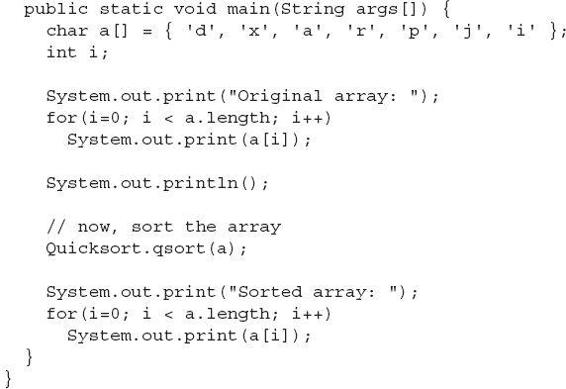 public static void main(String args[]) {
char a[] = { 'd', 'x', 'a', 'r', 'p', 'j', 'i' };
int i;
System.out.print("Original array: ");
for(i=0; i < a.length; i++)
System.out.print(a[i]);
System.out.println();
// now, sort the array
Quicksort.qsort(a);
System.out.print("Sorted array: ");
for(i=0; i < a.length; i++)
System.out.print(a[i]);
}
}